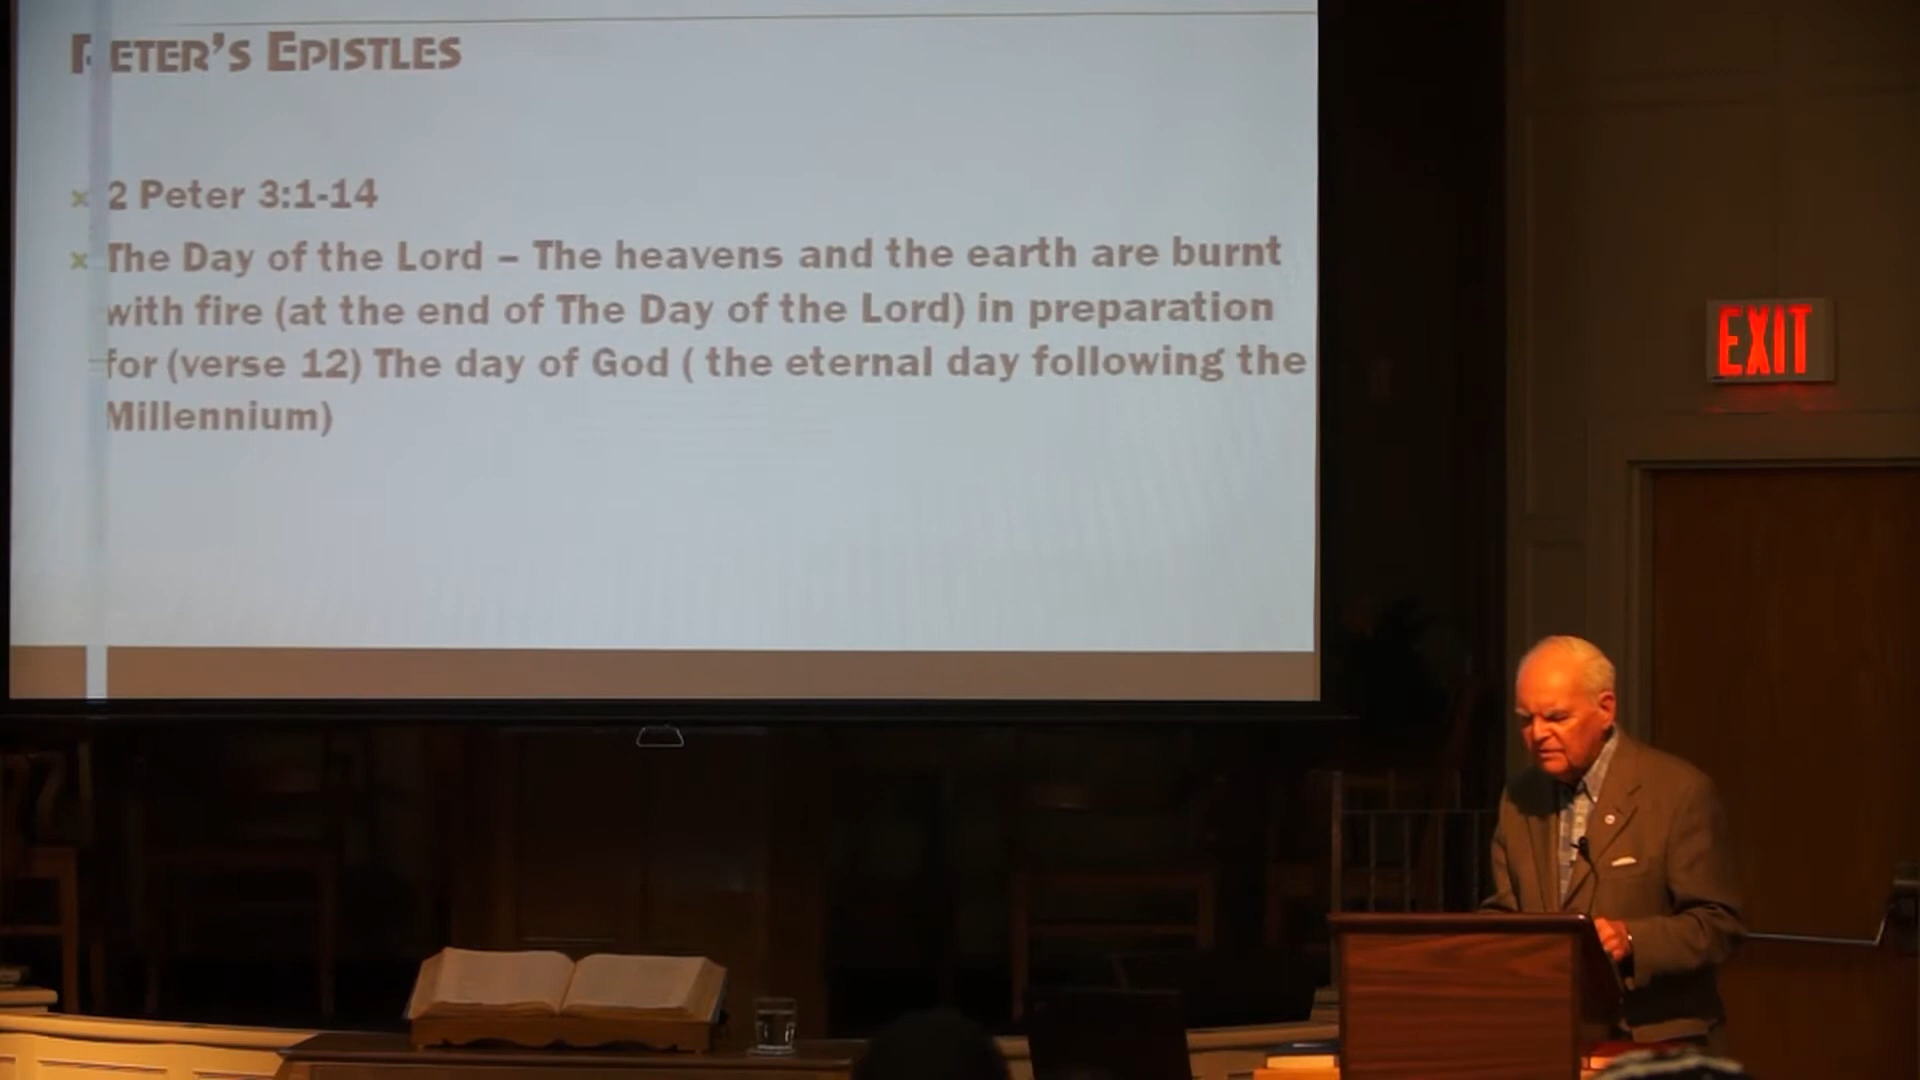 PETER'S EPISTLES
× 2 Peter 3:1-14
× The Day of the Lord – The heavens and the earth are burnt
with fire (at the end of The Day of the Lord) in preparation
for (verse 12) The day of God ( the eternal day following the
Millennium)
EXIT